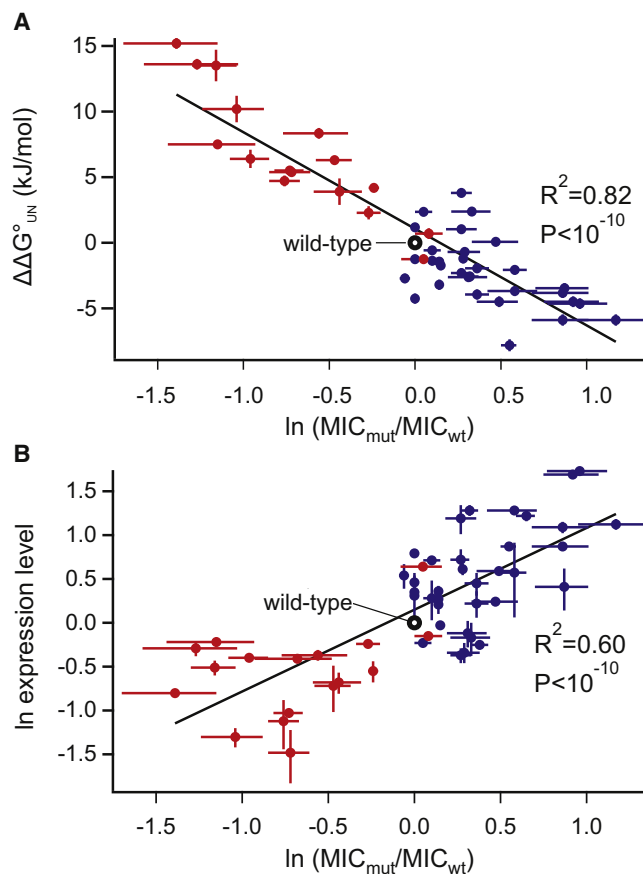 A
ΔΔG°UN (kJ/mol)
15
10
5
0
-5
wild-type
R²=0.82
P<10⁻¹⁰
-1.5 -1.0 -0.5 0.0 0.5 1.0
ln (MICmut/MICwt)
B
ln expression level
1.5
1.0
0.5
0.0
-0.5
-1.0
-1.5
wild-type
R²=0.60
P<10⁻¹⁰
-1.5 -1.0 -0.5 0.0 0.5 1.0
ln (MICmut/MICwt)